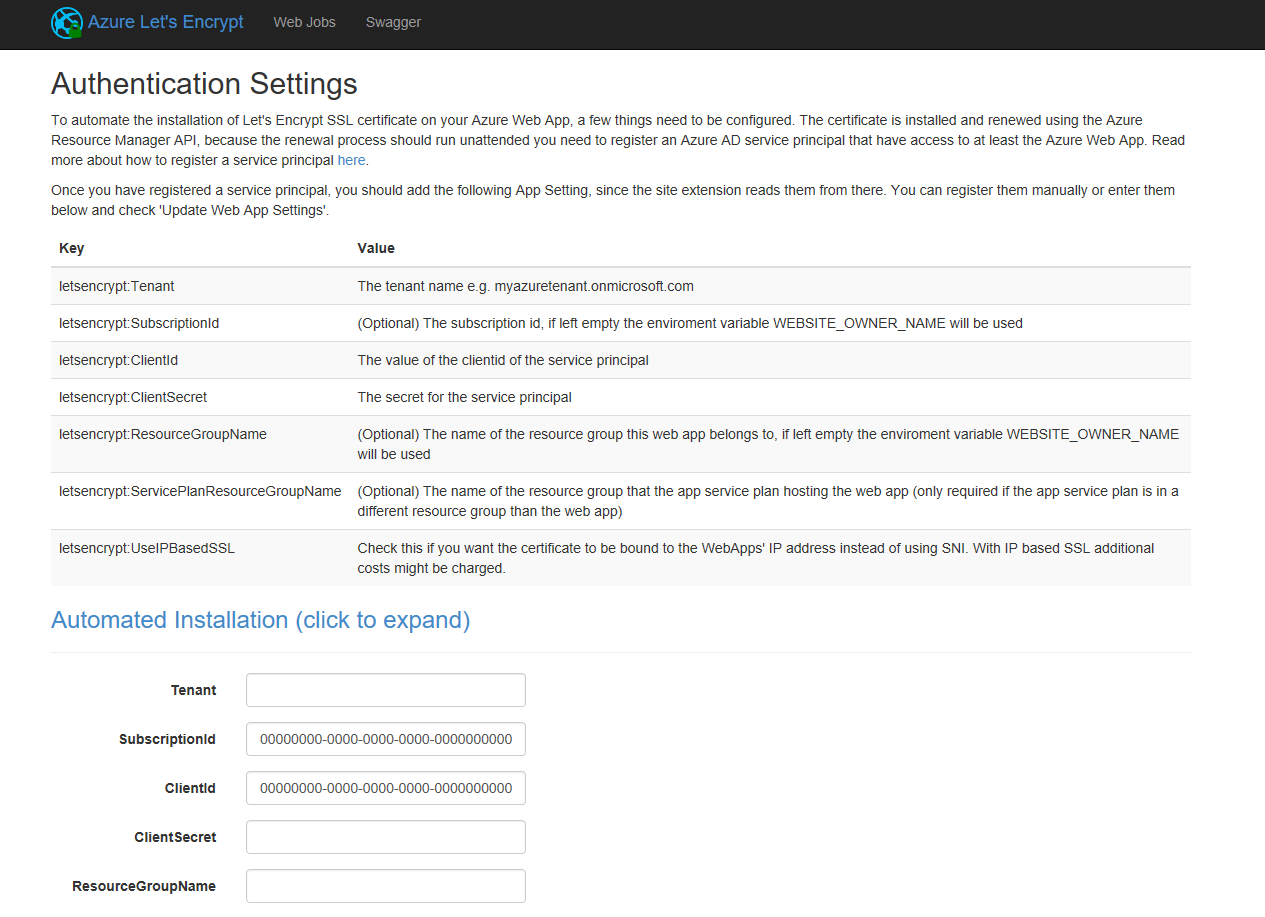 Azure Let's Encrypt Web Jobs Swagger
Authentication Settings
To automate the installation of Let's Encrypt SSL certificate on your Azure Web App, a few things need to be configured. The certificate is installed and renewed using the Azure
Resource Manager API, because the renewal process should run unattended you need to register an Azure AD service principal that have access to at least the Azure Web App. Read
more about how to register a service principal here.
Once you have registered a service principal, you should add the following App Setting, since the site extension reads them from there. You can register them manually or enter them
below and check 'Update Web App Settings'.
Key Value
letsencrypt:Tenant The tenant name e.g. myazuretenant.onmicrosoft.com
letsencrypt:SubscriptionId (Optional) The subscription id, if left empty the enviroment variable WEBSITE_OWNER_NAME will be used
letsencrypt:ClientId The value of the clientid of the service principal
letsencrypt:ClientSecret The secret for the service principal
letsencrypt:ResourceGroupName (Optional) The name of the resource group this web app belongs to, if left empty the enviroment variable WEBSITE_OWNER_NAME
will be used
letsencrypt:ServicePlanResourceGroupName (Optional) The name of the resource group that the app service plan hosting the web app (only required if the app service plan is in a
different resource group than the web app)
letsencrypt:UseIPBasedSSL Check this if you want the certificate to be bound to the WebApps' IP address instead of using SNI. With IP based SSL additional
costs might be charged.
Automated Installation (click to expand)
Tenant
SubscriptionId 00000000-0000-0000-0000-0000000000
ClientId 00000000-0000-0000-0000-0000000000
ClientSecret
ResourceGroupName